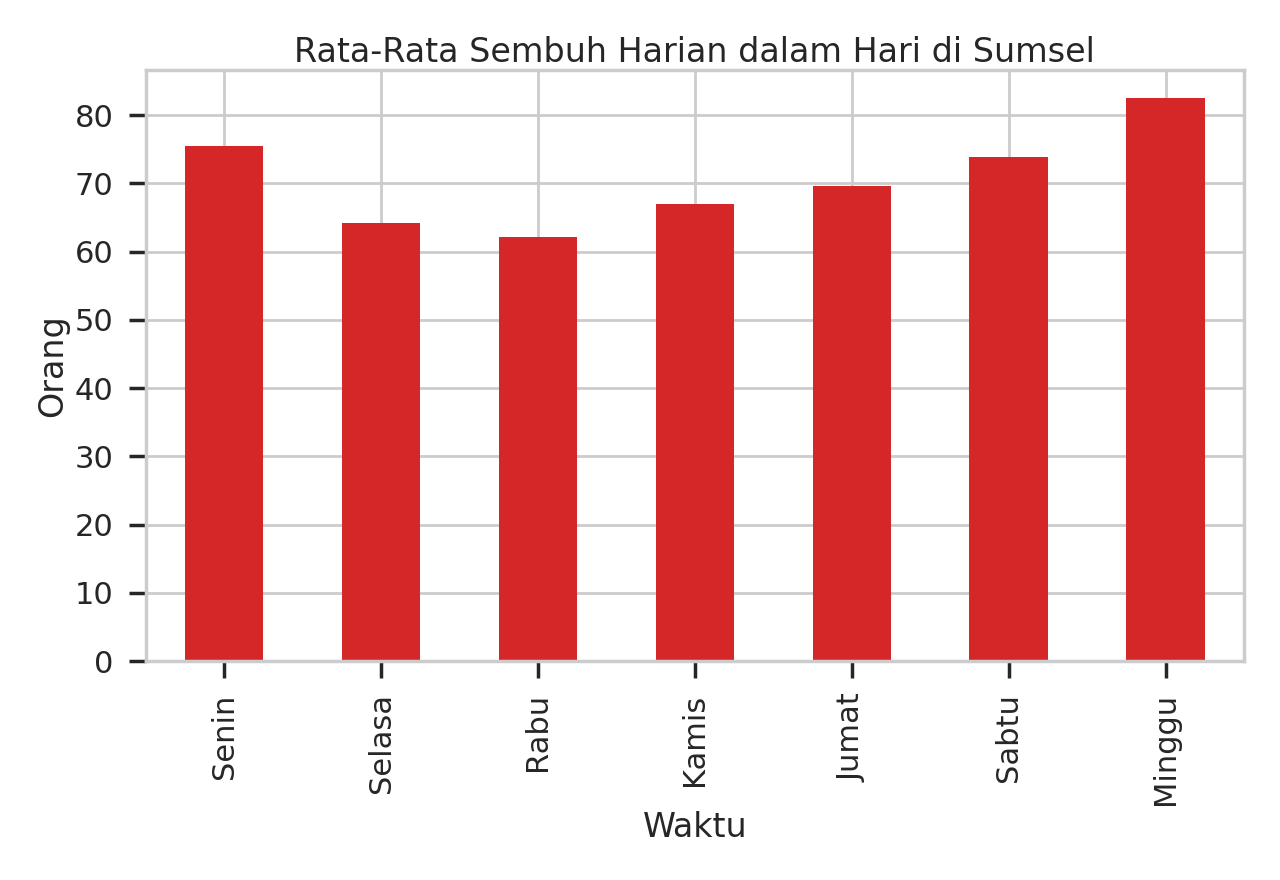 Rata-Rata Sembuh Harian dalam Hari di Sumsel
Orang
80
70
60
50
40
30
20
10
0
Senin
Selasa
Rabu
Kamis
Jumat
Sabtu
Minggu
Waktu